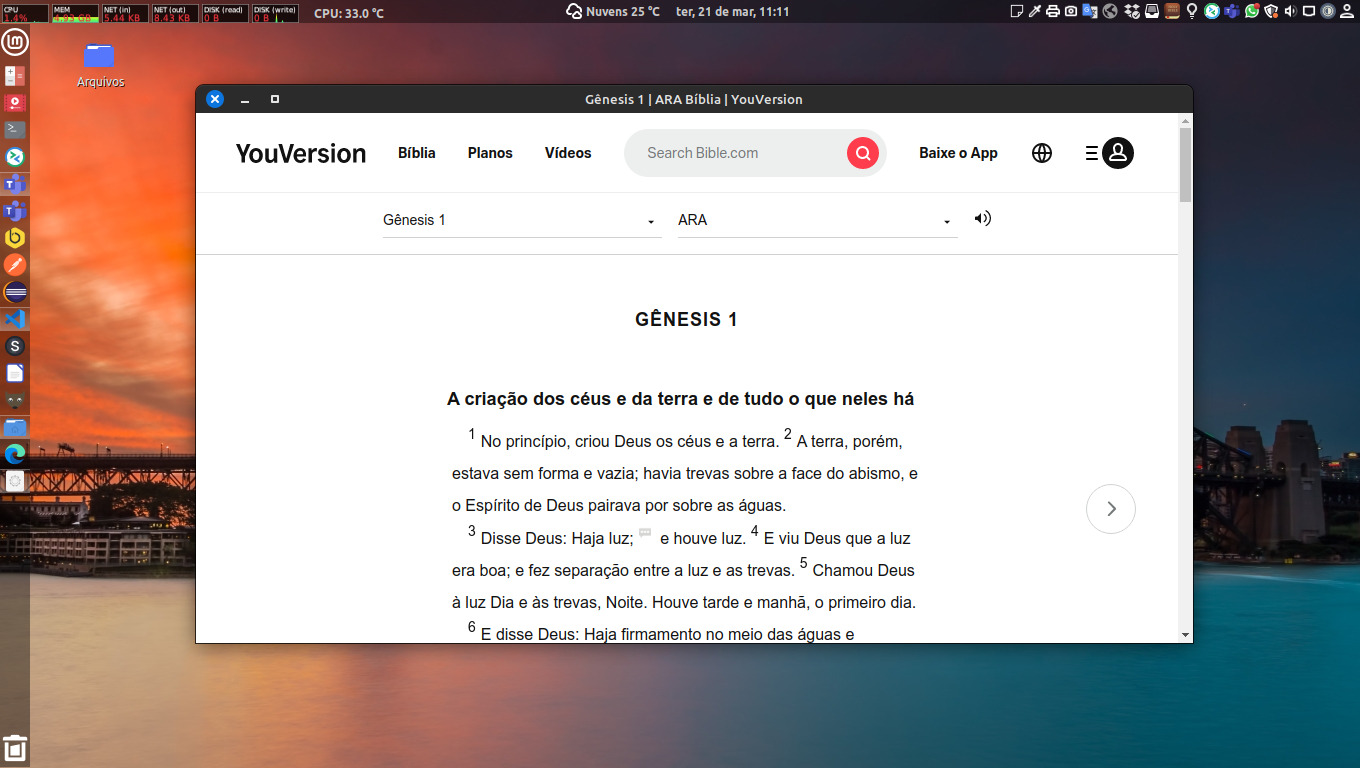 CPU
1.4%
MEM
4.93 GB
NET (in)
5.44 KB
NET (out)
8.43 KB
DISK (read)
0 B
DISK (write)
0 B
CPU: 33.0 °C
Nuvens 25 °C
ter, 21 de mar, 11:11
Arquivos
Gênesis 1 | ARA Bíblia | YouVersion
YouVersion
Bíblia
Planos
Vídeos
Search Bible.com
Baixe o App
Gênesis 1
ARA
GÊNESIS 1
A criação dos céus e da terra e de tudo o que neles há
1 No princípio, criou Deus os céus e a terra. 2 A terra, porém,
estava sem forma e vazia; havia trevas sobre a face do abismo, e
o Espírito de Deus pairava por sobre as águas.
3 Disse Deus: Haja luz; e houve luz. 4 E viu Deus que a luz
era boa; e fez separação entre a luz e as trevas. 5 Chamou Deus
à luz Dia e às trevas, Noite. Houve tarde e manhã, o primeiro dia.
6 E disse Deus: Haja firmamento no meio das águas e